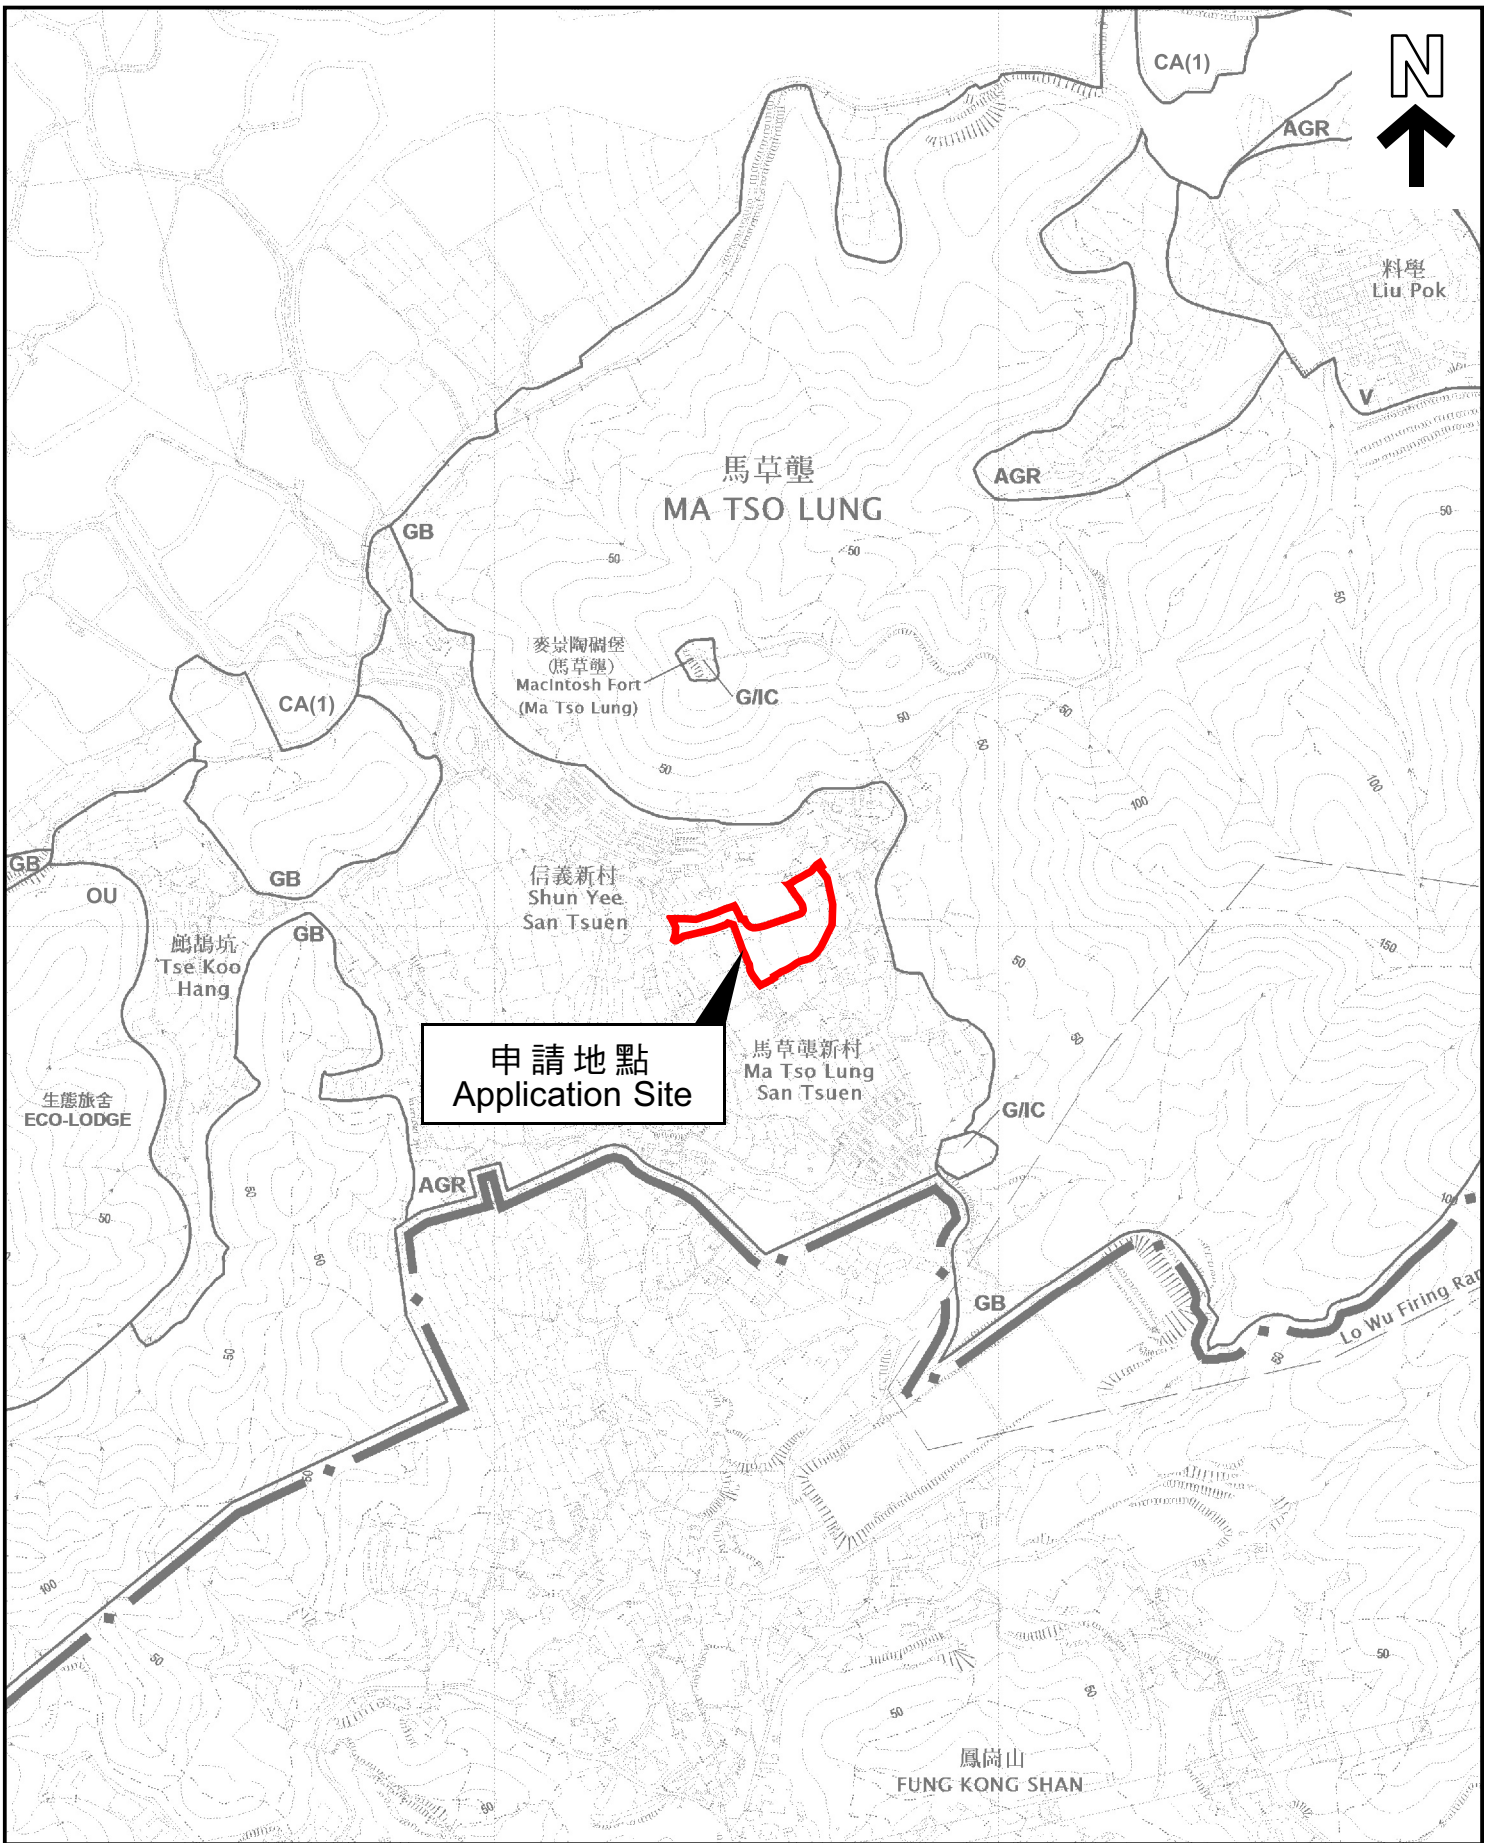 CA(1)
N
AGR
料壆
Liu Pok
V
馬草壟
MA TSO LUNG
AGR
50
GB
50
50
50
麥景陶碉堡
(馬草壟)
MacIntosh Fort
(Ma Tso Lung)
G/IC
CA(1)
50
50
50
50
100
100
GB
OU
GB
信義新村
Shun Yee
San Tsuen
GB
鷓鴣坑
Tse Koo
Hang
150
50
50
申請地點
Application Site
馬草壟新村
Ma Tso Lung
San Tsuen
生態旅舍
ECO-LODGE
G/IC
AGR
50
50
50
100
GB
Lo Wu Firing Ran
50
50
50
100
50
50
50
50
鳳崗山
FUNG KONG SHAN
50